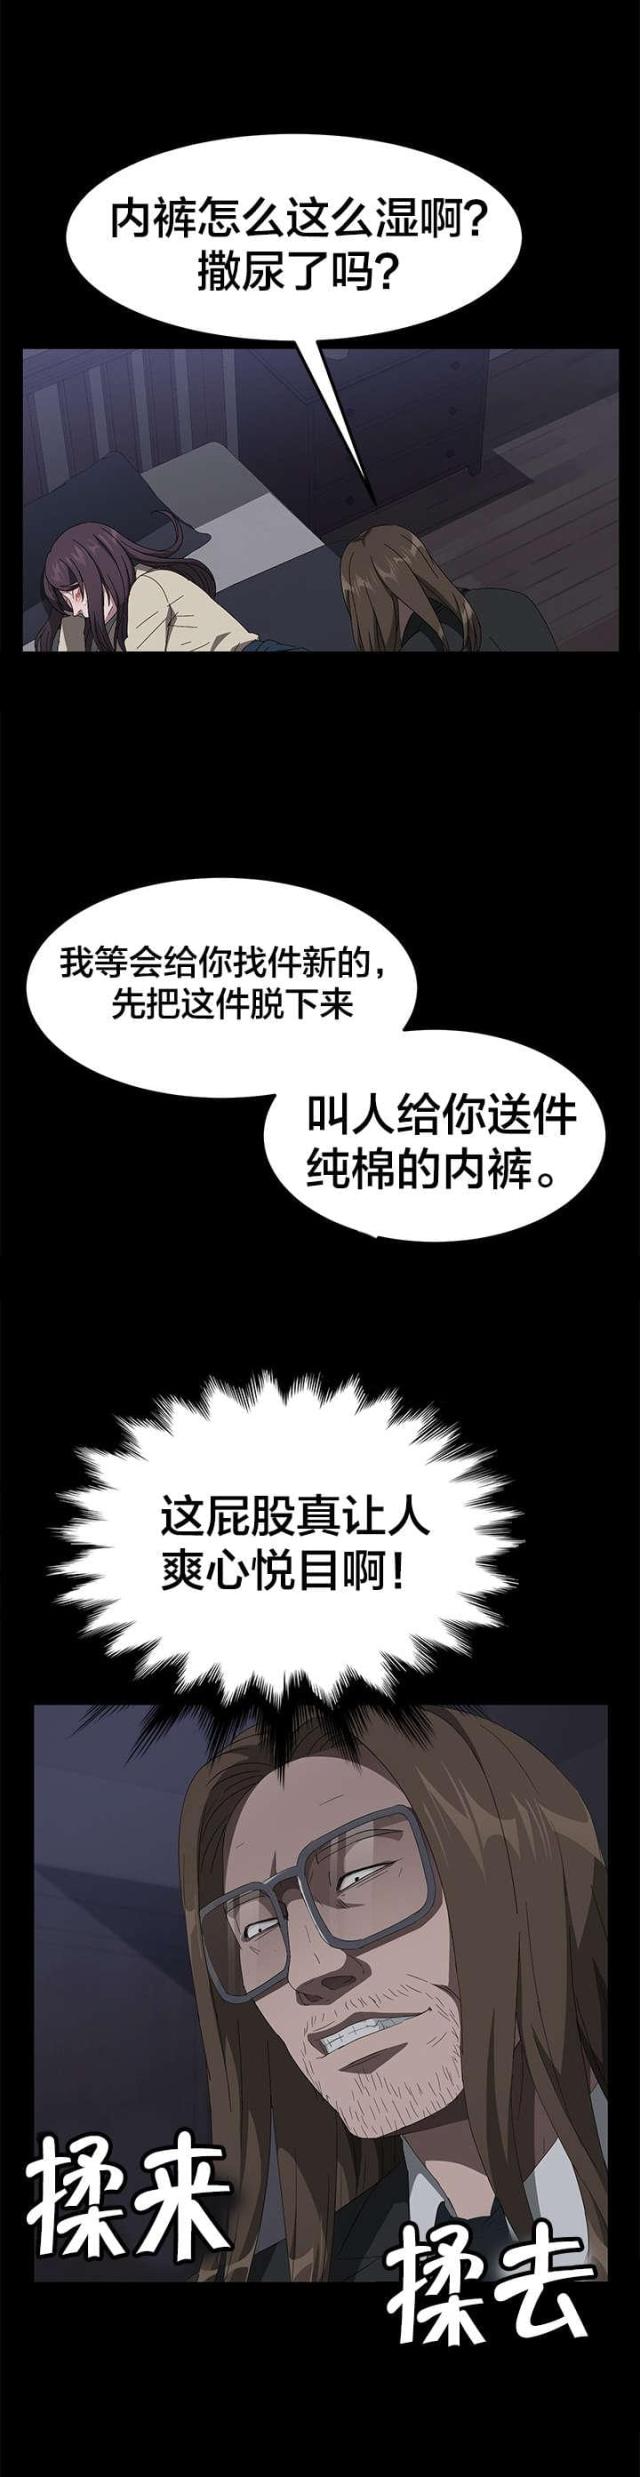 内裤怎么这么湿啊?
撒尿了吗?
我等会给你找件新的,
先把这件脱下来
叫人给你送件
纯棉的内裤。
这屁股真让人
爽心悦目啊!
揉来
揉去